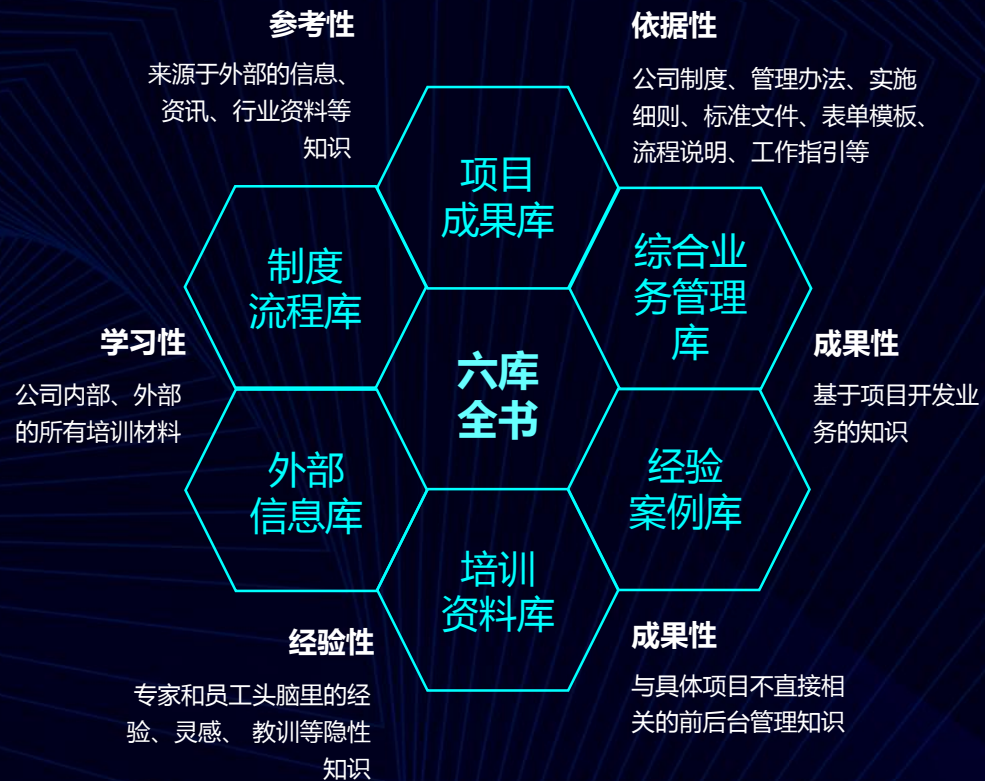 参考性
来源于外部的信息、
资讯、行业资料等
知识
依据性
公司制度、管理办法、实施
细则、标准文件、表单模板、
流程说明、工作指引等
项目
成果库
制度
流程库
综合业
务管理
库
学习性
公司内部、外部
的所有培训材料
六库
全书
成果性
基于项目开发业
务的知识
外部
信息库
经验
案例库
培训
资料库
经验性
专家和员工头脑里的经
验、灵感、 教训等隐性
知识
成果性
与具体项目不直接相
关的前后台管理知识